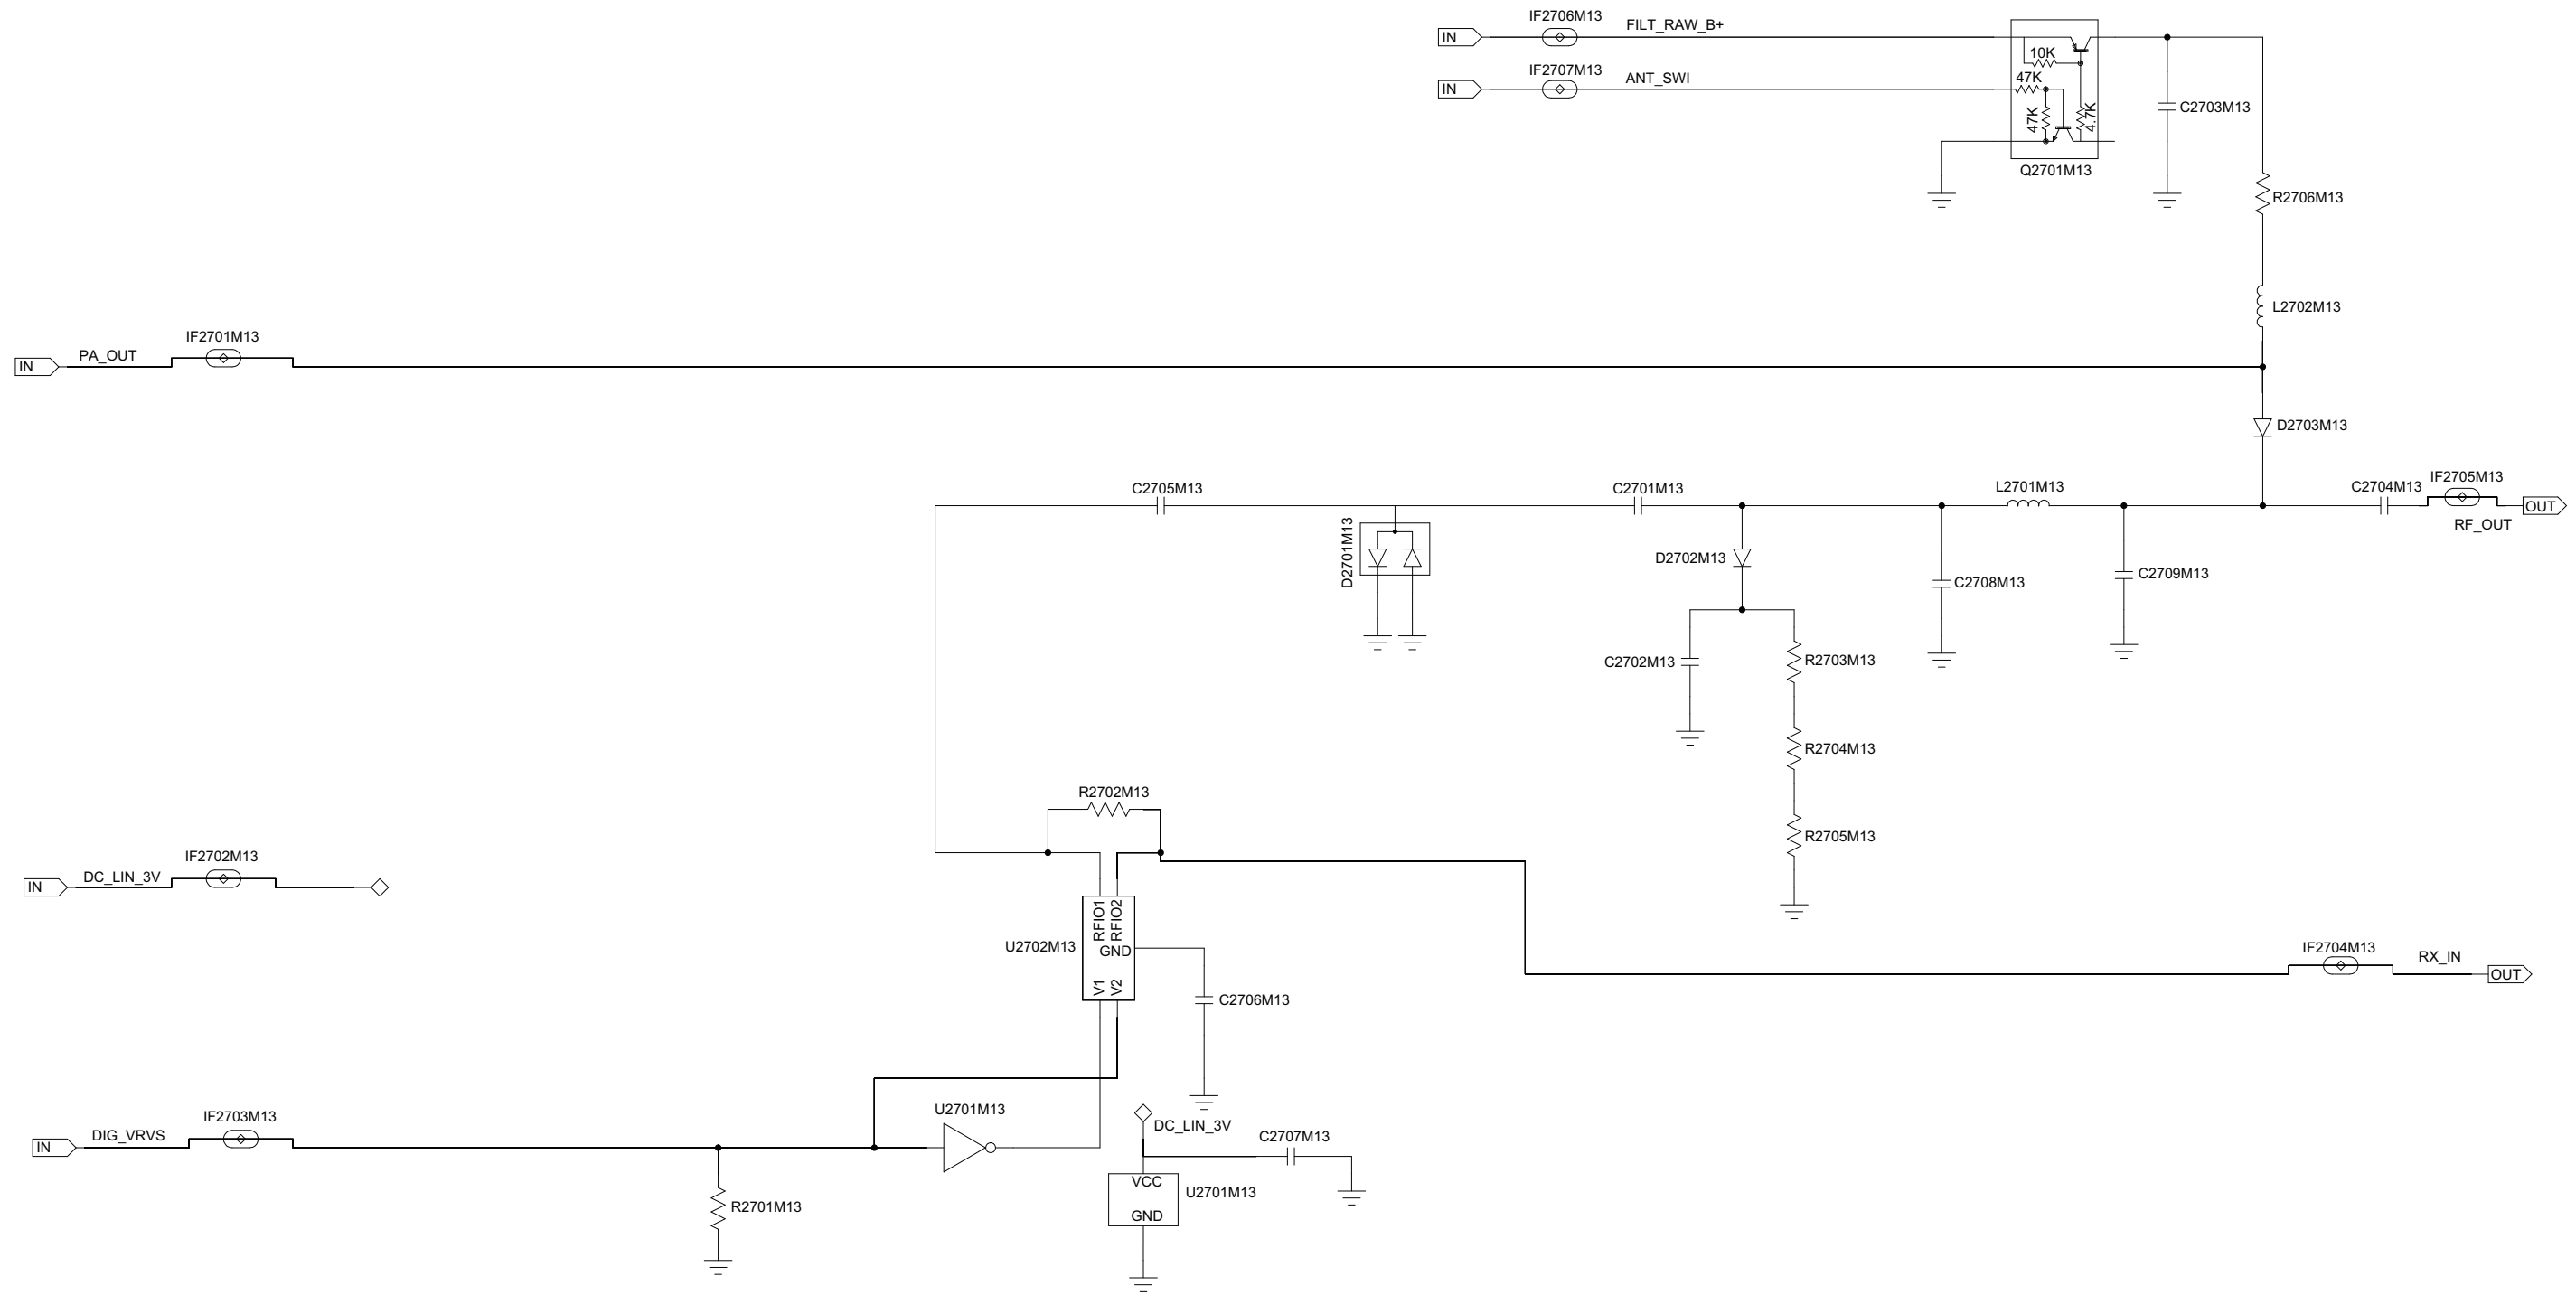 IF2706M13
IN
FILT_RAW_B+
IF2707M13
IN
ANT_SWI
10K
47K
47K
4.7K
Q2701M13
C2703M13
R2706M13
L2702M13
IF2701M13
IN
PA_OUT
D2703M13
C2705M13
C2701M13
L2701M13
C2704M13
IF2705M13
OUT
RF_OUT
D2701M13
D2702M13
C2708M13
C2709M13
C2702M13
R2703M13
R2704M13
R2702M13
R2705M13
IF2702M13
IN
DC_LIN_3V
RFIO1
RFIO2
U2702M13
GND
V1
V2
C2706M13
IF2704M13
RX_IN
OUT
IF2703M13
IN
DIG_VRVS
U2701M13
DC_LIN_3V
C2707M13
VCC
U2701M13
GND
R2701M13